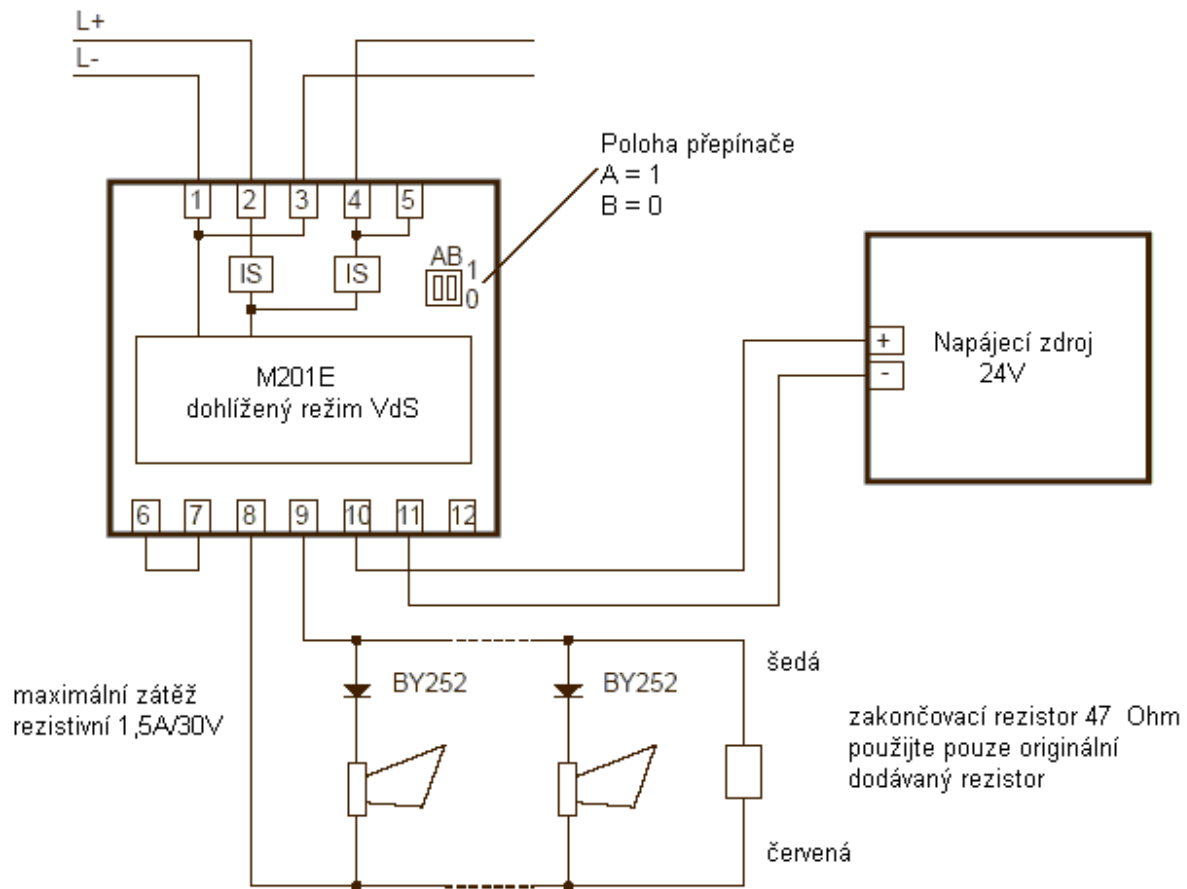 L+
L-
Poloha přepínače
A = 1
B = 0
1 2 3 4 5
IS IS
AB
1
0
M201E
dohlížený režim VdS
+
-
Napájecí zdroj
24V
6 7 8 9 10 11 12
maximální zátěž
rezistivní 1,5A/30V
BY252 BY252
šedá
zakončovací rezistor 47 Ohm
použijte pouze originální
dodávaný rezistor
červená